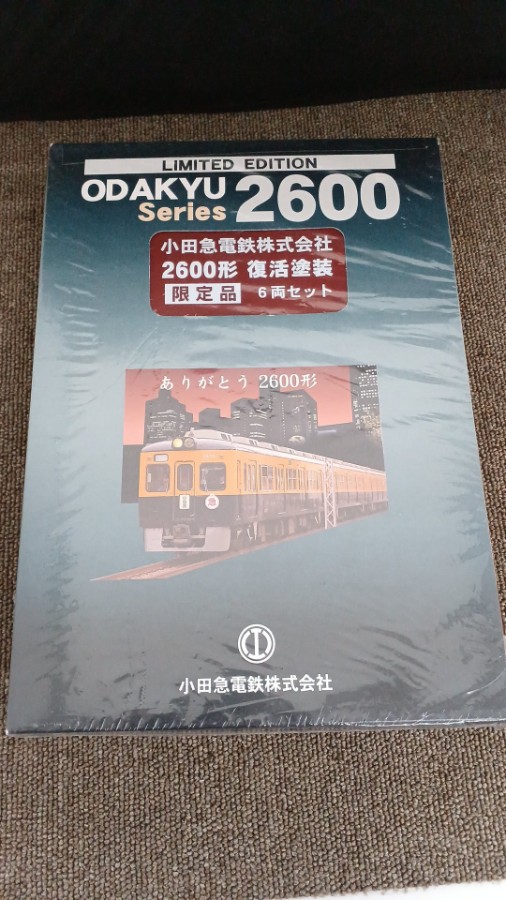 LIMITED EDITION
ODAKYU
Series 2600
小田急電鉄株式会社
2600形 復活塗装
限定品 6両セット
ありがとう 2600形
小田急電鉄株式会社